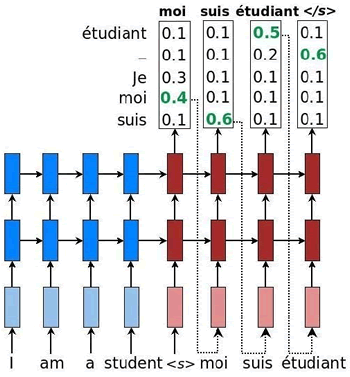 moi suis étudiant </s>
étudiant 0.1 0.1 0.5 0.1
_ 0.1 0.1 0.2 0.6
Je 0.3 0.1 0.1 0.1
moi 0.4 0.1 0.1 0.1
suis 0.1 0.6 0.1 0.1
I am a student <s> moi suis étudiant